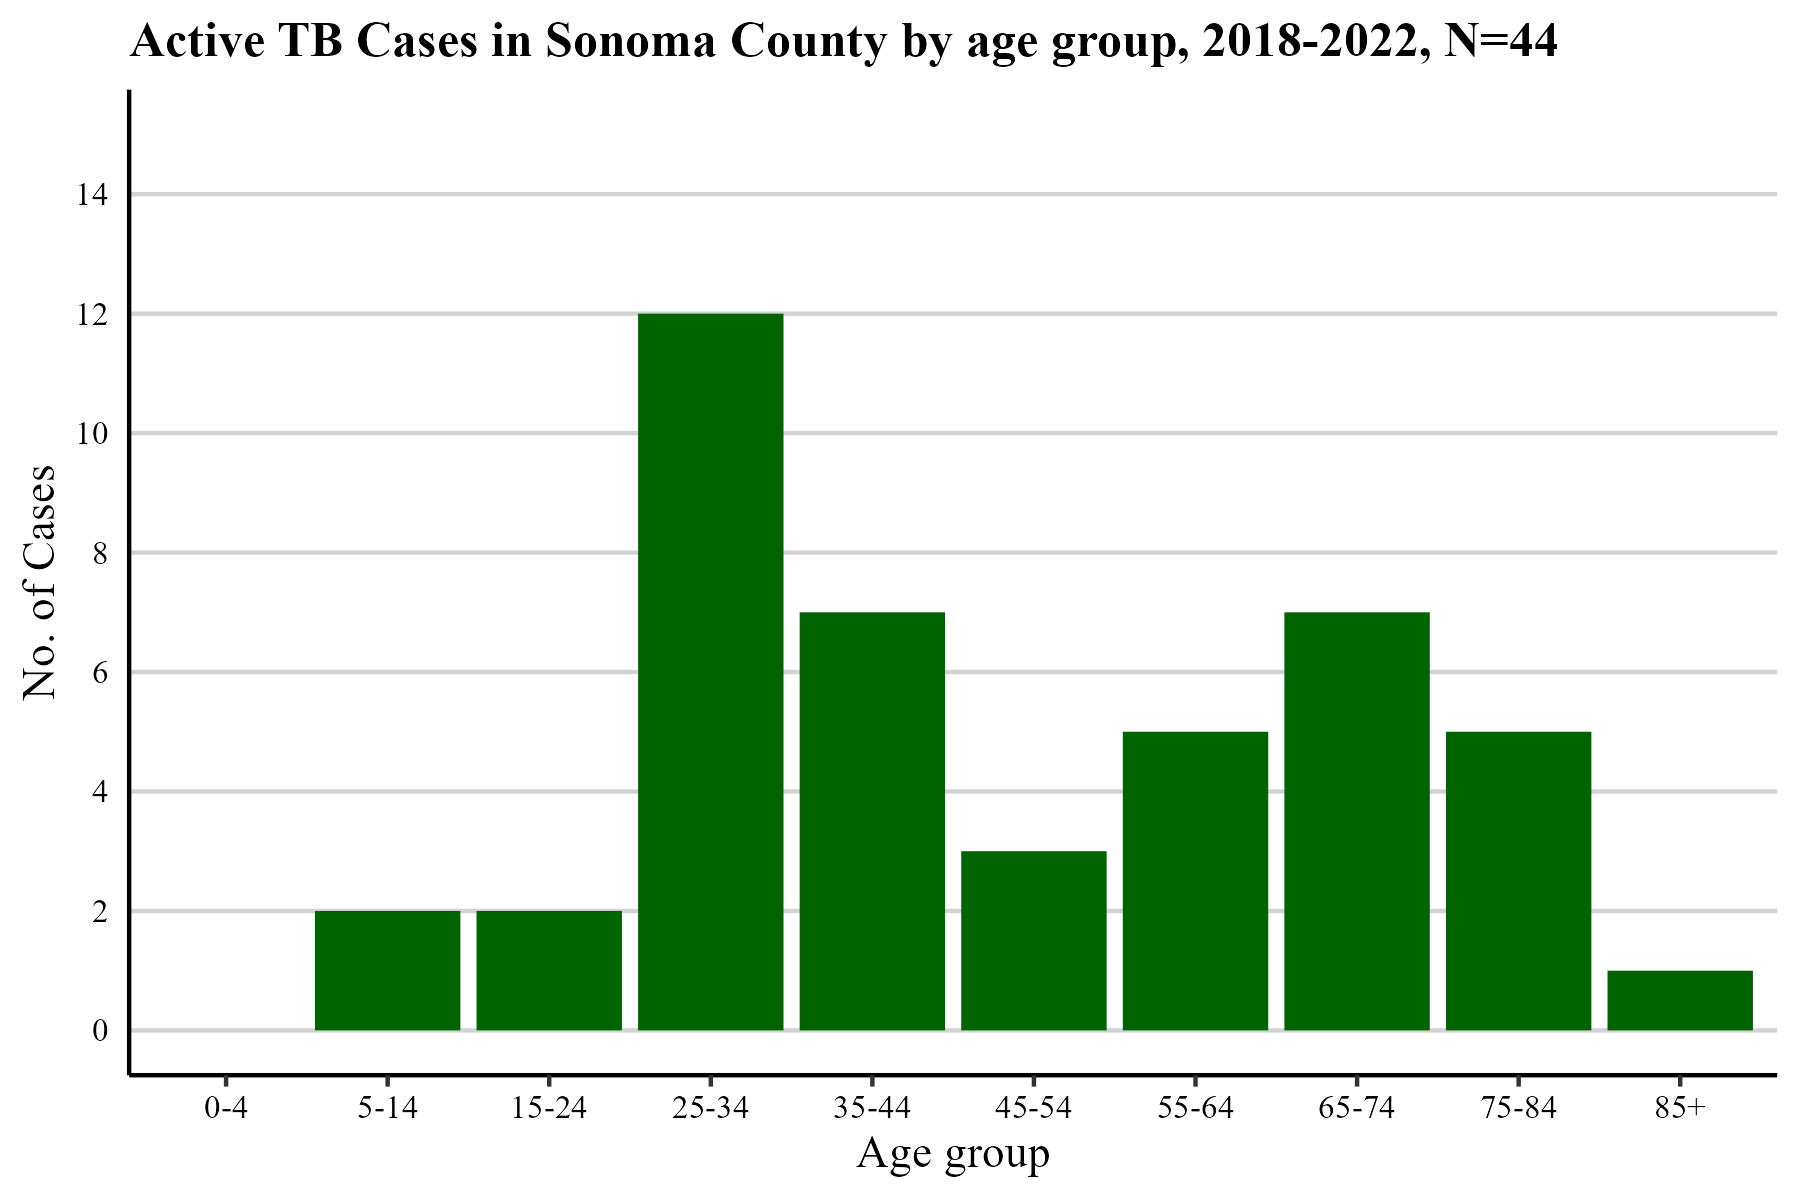 Active TB Cases in Sonoma County by age group, 2018-2022, N=44
14
12
10
8
6
4
2
0
No. of Cases
0-4 5-14 15-24 25-34 35-44 45-54 55-64 65-74 75-84 85+
Age group